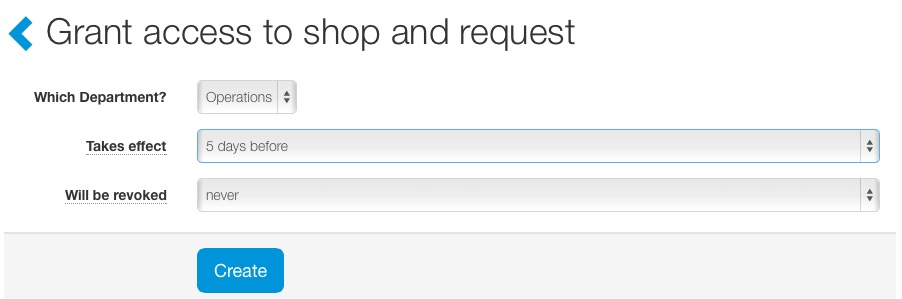 Grant access to shop and request
Which Department? Operations
Takes effect 5 days before
Will be revoked never
Create